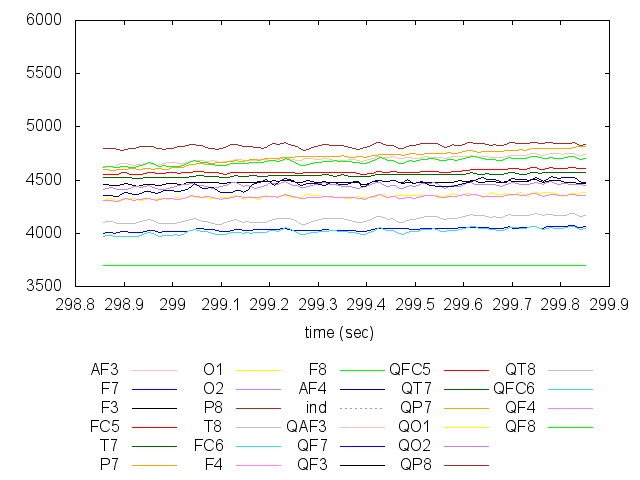 6000
5500
5000
4500
4000
3500
298.8 298.9 299 299.1 299.2 299.3 299.4 299.5 299.6 299.7 299.8 299.9
time (sec)
AF3 O1 F8 QFC5 QT8
F7 O2 AF4 QT7 QFC6
F3 P8 ind QP7 QF4
FC5 T8 QAF3 QO1 QF8
T7 FC6 QF7 QO2
P7 F4 QF3 QP8